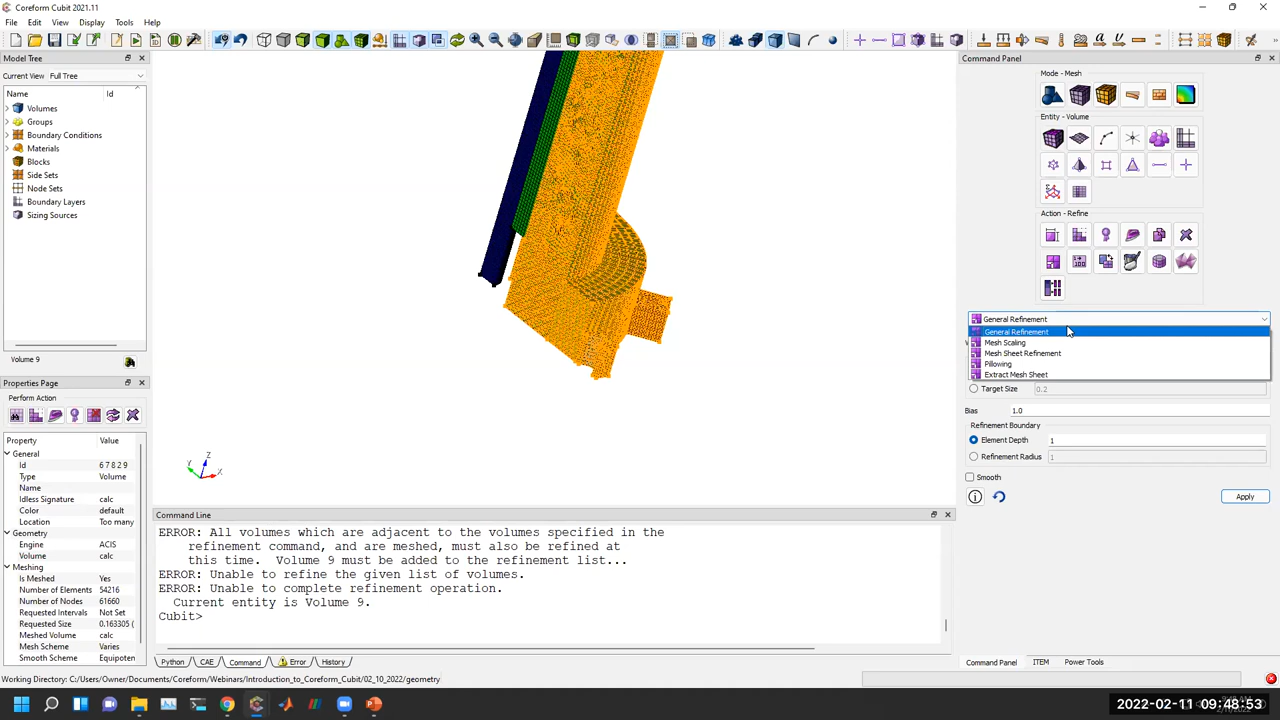 Coreform Cubit 2021.11
File Edit View Display Tools Help
Model Tree
Current View Full Tree
Name Id
Volumes
Groups
Boundary Conditions
Materials
Blocks
Side Sets
Node Sets
Boundary Layers
Sizing Sources
Volume 9
Properties Page
Perform Action
Property Value
General
Id 6 7 8 2 9
Type Volume
Name
Idless Signature calc
Color default
Location Too many
Geometry
Engine ACIS
Volume calc
Meshing
Is Meshed Yes
Number of Elements 54216
Number of Nodes 61660
Requested Intervals Not Set
Requested Size 0.163305 (
Meshed Volume calc
Mesh Scheme Varies
Smooth Scheme Equipoten
Z
Y
X
Command Line
ERROR: All volumes which are adjacent to the volumes specified in the
refinement command, and are meshed, must also be refined at
this time. Volume 9 must be added to the refinement list...
ERROR: Unable to refine the given list of volumes.
ERROR: Unable to complete refinement operation.
Current entity is Volume 9.
Cubit>
Python CAE Command Error History
Working Directory: C:/Users/Owner/Documents/Coreform/Webinars/Introduction_to_Coreform_Cubit/02_10_2022/geometry
Command Panel
Mode - Mesh
Entity - Volume
Action - Refine
General Refinement
General Refinement
Mesh Scaling
Mesh Sheet Refinement
Pillowing
Extract Mesh Sheet
Target Size 0.2
Bias 1.0
Refinement Boundary
Element Depth 1
Refinement Radius 1
Smooth
Apply
Command Panel ITEM Power Tools
2022-02-11 09:48:53